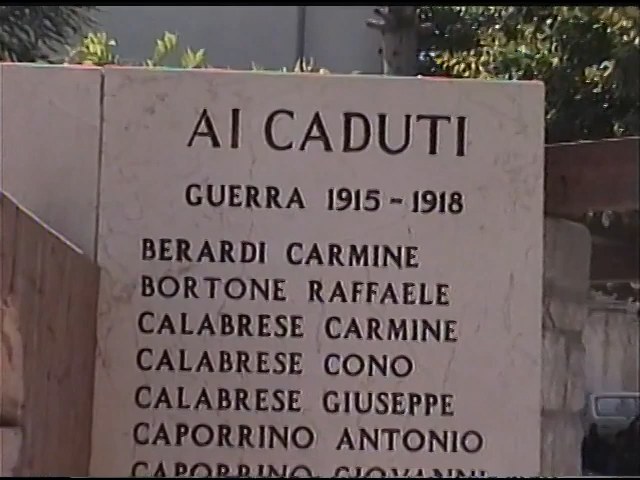 AI CADUTI
GUERRA 1915-1918
BERARDI CARMINE
BORTONE RAFFAELE
CALABRESE CARMINE
CALABRESE CONO
CALABRESE GIUSEPPE
CAPORRINO ANTONIO
CAPORRINO GIOVANNI